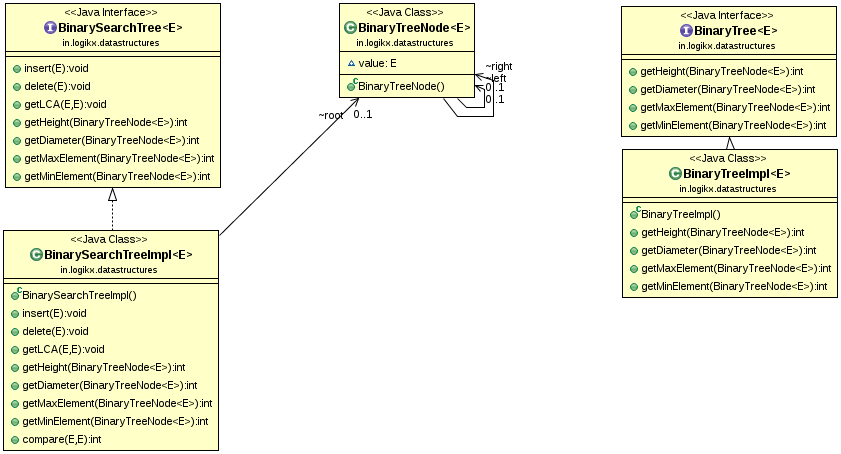 <<Java Interface>>
BinarySearchTree<E>
in.logikx.datastructures
insert(E):void
delete(E):void
getLCA(E,E):void
getHeight(BinaryTreeNode<E>):int
getDiameter(BinaryTreeNode<E>):int
getMaxElement(BinaryTreeNode<E>):int
getMinElement(BinaryTreeNode<E>):int
<<Java Class>>
BinaryTreeNode<E>
in.logikx.datastructures
value: E
BinaryTreeNode()
~right
~left
0..1
0..1
~root
0..1
<<Java Interface>>
BinaryTree<E>
in.logikx.datastructures
getHeight(BinaryTreeNode<E>):int
getDiameter(BinaryTreeNode<E>):int
getMaxElement(BinaryTreeNode<E>):int
getMinElement(BinaryTreeNode<E>):int
<<Java Class>>
BinaryTreeImpl<E>
in.logikx.datastructures
BinaryTreeImpl()
getHeight(BinaryTreeNode<E>):int
getDiameter(BinaryTreeNode<E>):int
getMaxElement(BinaryTreeNode<E>):int
getMinElement(BinaryTreeNode<E>):int
<<Java Class>>
BinarySearchTreeImpl<E>
in.logikx.datastructures
BinarySearchTreeImpl()
insert(E):void
delete(E):void
getLCA(E,E):void
getHeight(BinaryTreeNode<E>):int
getDiameter(BinaryTreeNode<E>):int
getMaxElement(BinaryTreeNode<E>):int
getMinElement(BinaryTreeNode<E>):int
compare(E,E):int